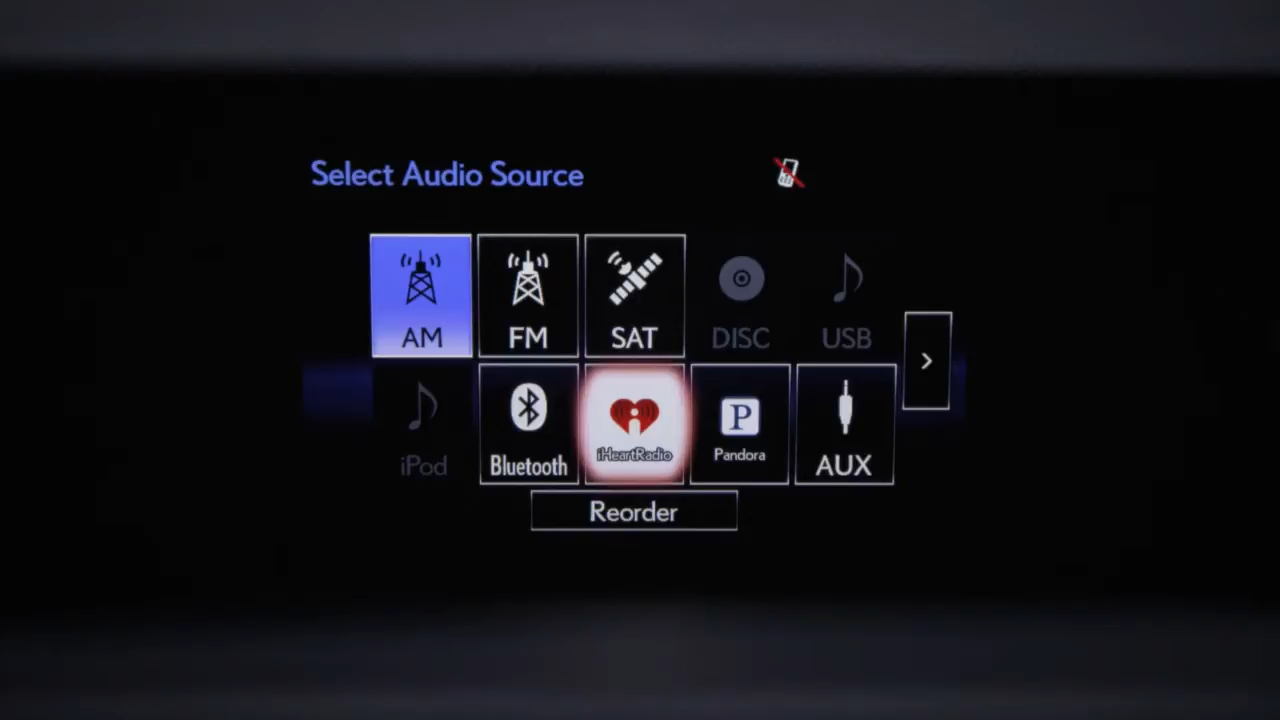 Select Audio Source
AM FM SAT DISC USB
iPod Bluetooth iHeartRadio P Pandora AUX
Reorder